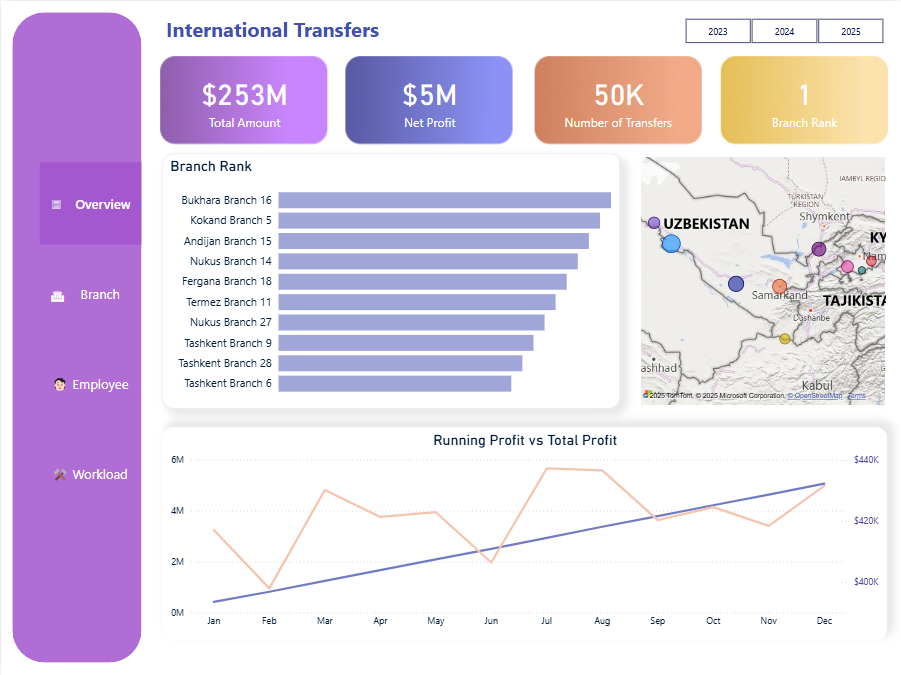 International Transfers
2023
2024
2025
$253M
Total Amount
$5M
Net Profit
50K
Number of Transfers
1
Branch Rank
Overview
Branch
Employee
Workload
Branch Rank
Bukhara Branch 16
Kokand Branch 5
Andijan Branch 15
Nukus Branch 14
Fergana Branch 18
Termez Branch 11
Nukus Branch 27
Tashkent Branch 9
Tashkent Branch 28
Tashkent Branch 6
JAMBYL REGIO
TURKISTAN
REGION
Shymkent
UZBEKISTAN
KY
Nam
Samarkand
TAJIKISTA
Dushanbe
ashhad
Kabul
© 2025 TomTom, © 2025 Microsoft Corporation, © OpenStreetMap Terms
Running Profit vs Total Profit
6M
4M
2M
0M
$440K
$420K
$400K
Jan
Feb
Mar
Apr
May
Jun
Jul
Aug
Sep
Oct
Nov
Dec